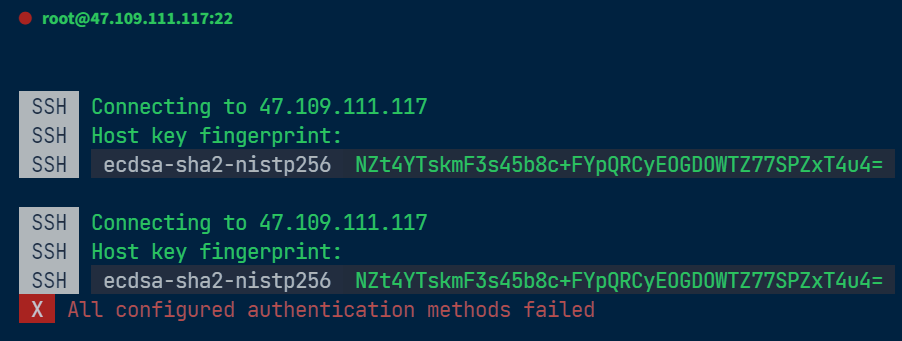 root@47.109.111.117:22
SSH Connecting to 47.109.111.117
SSH Host key fingerprint:
SSH ecdsa-sha2-nistp256 NZt4YTskmF3s45b8c+FYpQRCyEOGDOWTZ77SPZxT4u4=
SSH Connecting to 47.109.111.117
SSH Host key fingerprint:
SSH ecdsa-sha2-nistp256 NZt4YTskmF3s45b8c+FYpQRCyEOGDOWTZ77SPZxT4u4=
X All configured authentication methods failed